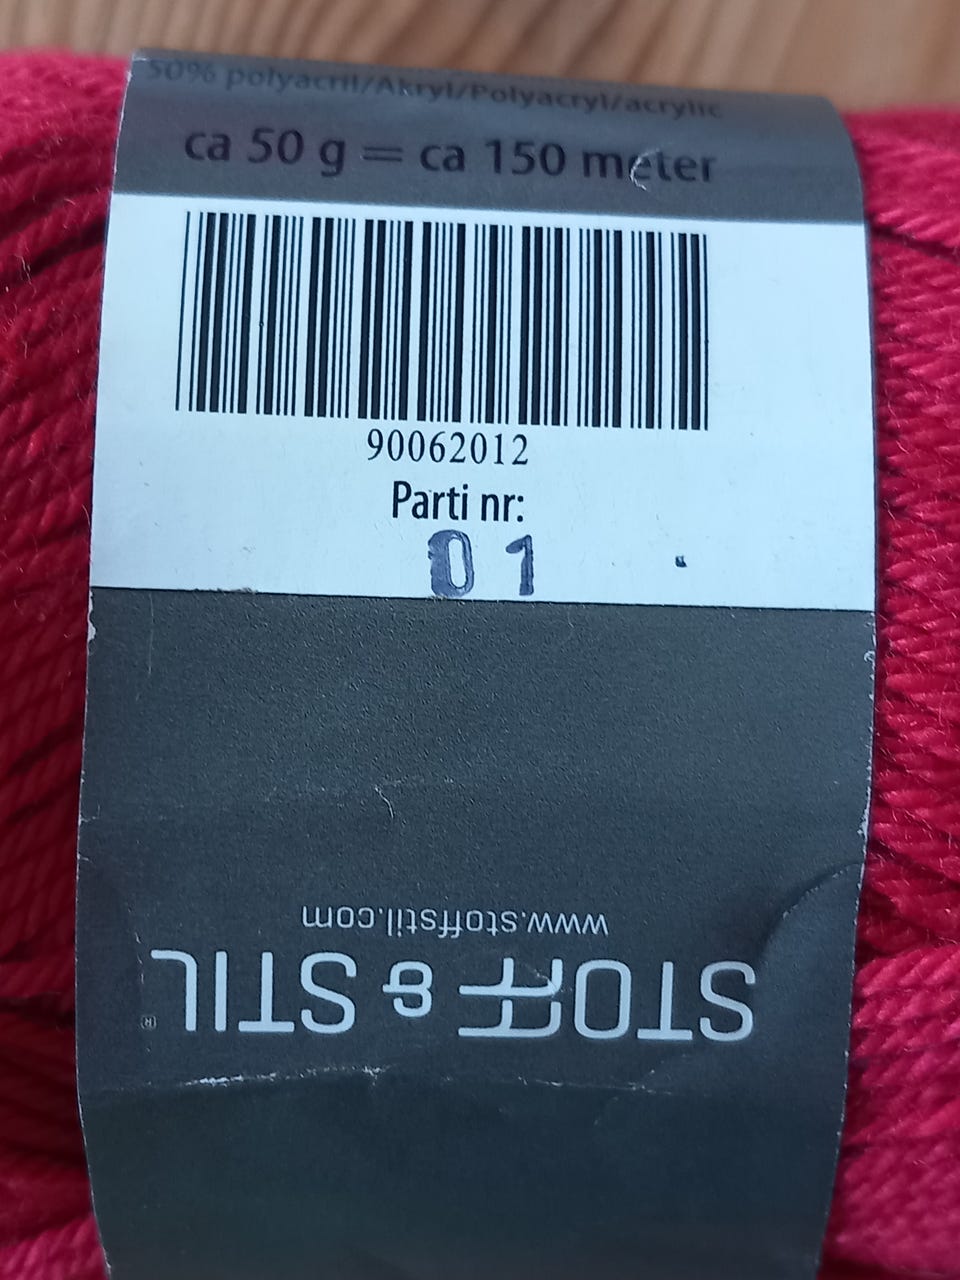 50% polyacril/Akryl/Polyacryl/acrylic
ca 50 g = ca 150 meter
90062012
Parti nr:
01
www.stoffstil.com
STOFF & STIL ®